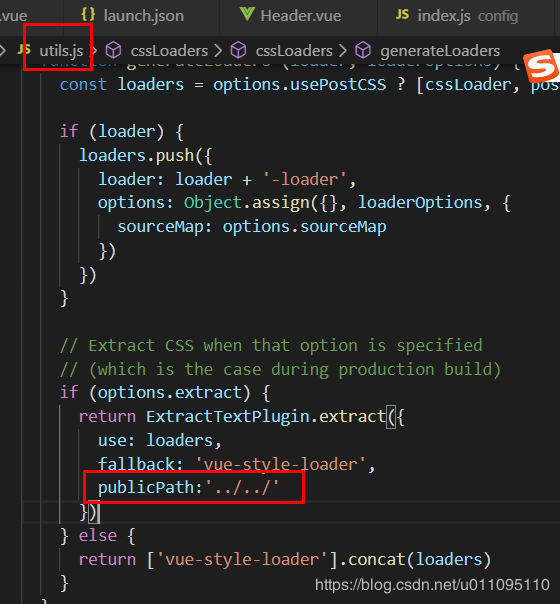 .vue {} launch.json Header.vue JS index.js config
JS utils.js > cssLoaders > cssLoaders > generateLoaders
function generateLoaders (loader, loaderOptions) {
const loaders = options.usePostCSS ? [cssLoader, pos
if (loader) {
loaders.push({
loader: loader + '-loader',
options: Object.assign({}, loaderOptions, {
sourceMap: options.sourceMap
})
})
}
// Extract CSS when that option is specified
// (which is the case during production build)
if (options.extract) {
return ExtractTextPlugin.extract({
use: loaders,
fallback: 'vue-style-loader',
publicPath:'../../'
})
} else {
return ['vue-style-loader'].concat(loaders)
}
https://blog.csdn.net/u011095110